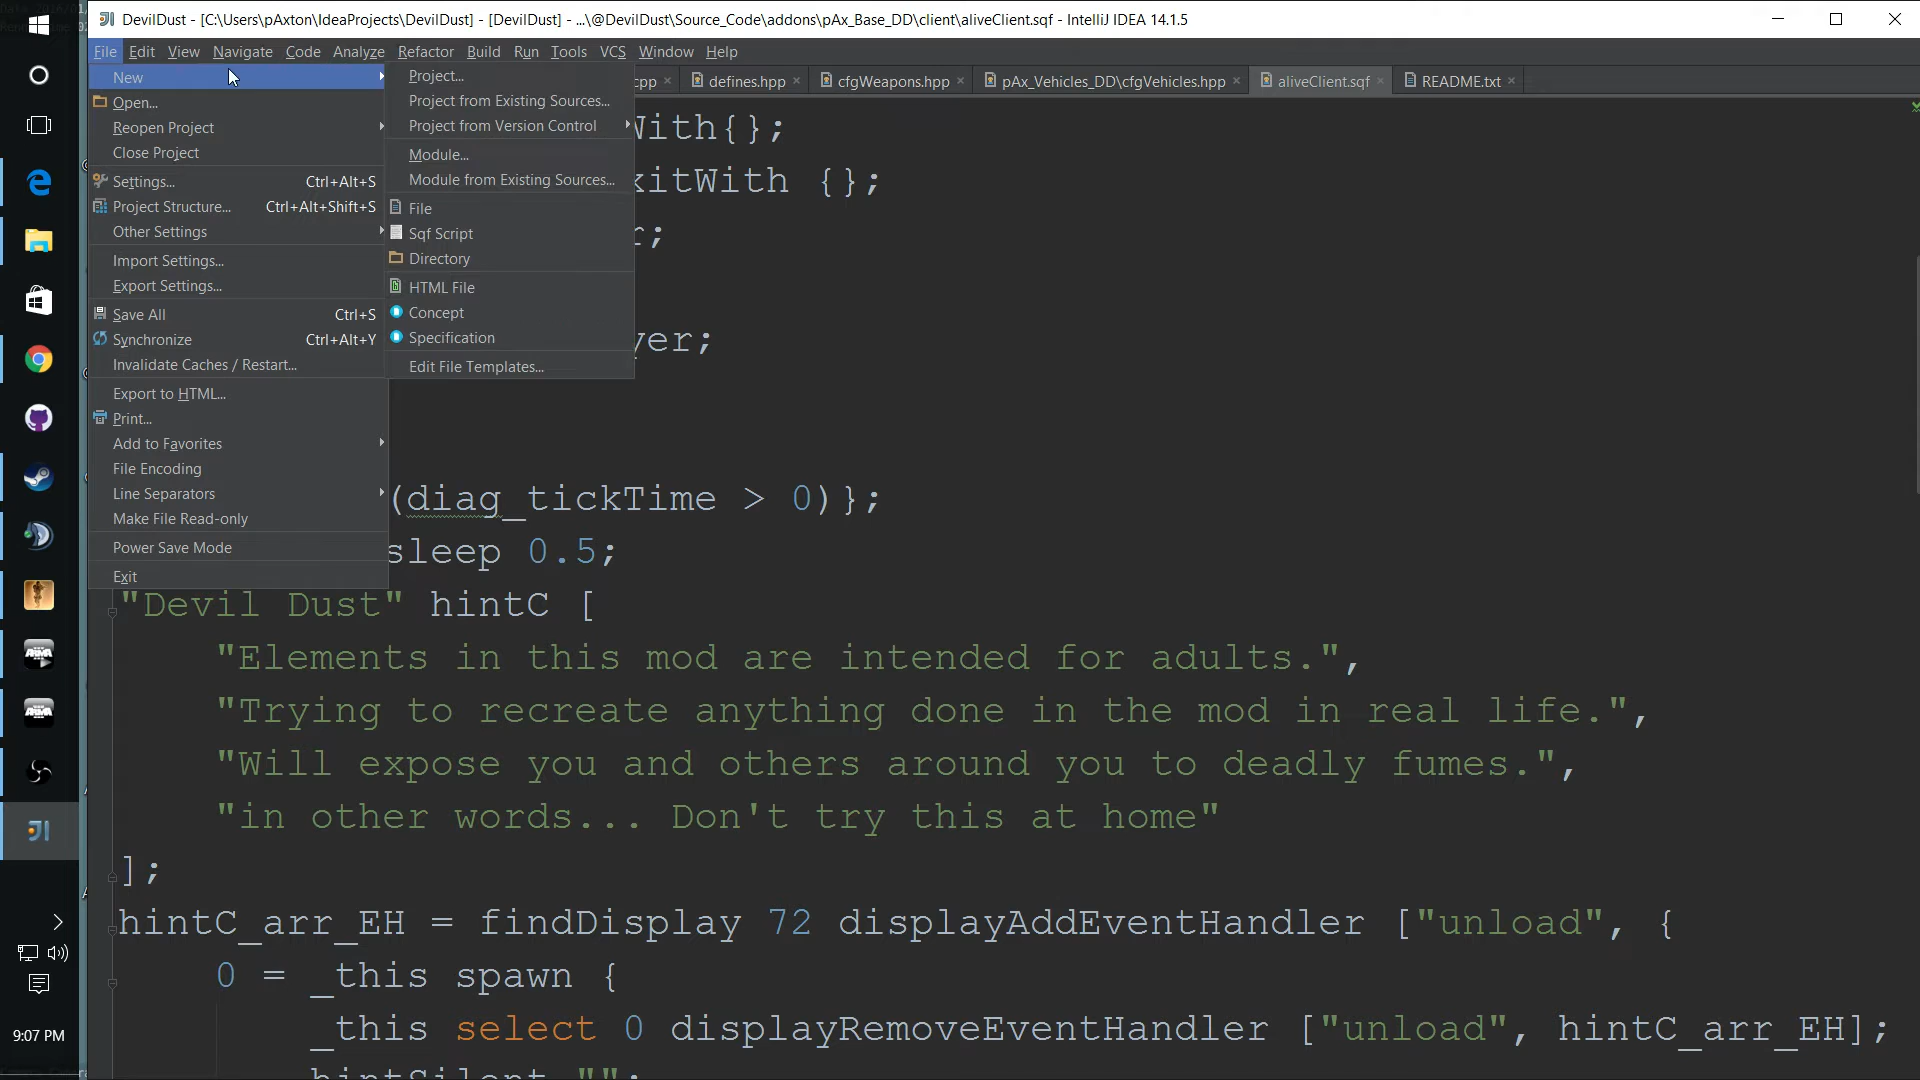 DevilDust - [C:\Users\pAxton\IdeaProjects\DevilDust] - [DevilDust] - ...\@DevilDust\Source_Code\addons\pAx_Base_DD\client\aliveClient.sqf - IntelliJ IDEA 14.1.5
File Edit View Navigate Code Analyze Refactor Build Run Tools VCS Window Help
cpp defines.hpp cfgWeapons.hpp pAx_Vehicles_DD\cfgVehicles.hpp aliveClient.sqf README.txt
New
Open...
Reopen Project
Close Project
Settings... Ctrl+Alt+S
Project Structure... Ctrl+Alt+Shift+S
Other Settings
Import Settings...
Export Settings...
Save All Ctrl+S
Synchronize Ctrl+Alt+Y
Invalidate Caches / Restart...
Export to HTML...
Print...
Add to Favorites
File Encoding
Line Separators
Make File Read-only
Power Save Mode
Exit
Project...
Project from Existing Sources...
Project from Version Control
Module...
Module from Existing Sources...
File
Sqf Script
Directory
HTML File
Concept
Specification
Edit File Templates...
With{};
xitWith {};
r;
yer;
(diag_tickTime > 0)};
sleep 0.5;
"Devil Dust" hintC [
"Elements in this mod are intended for adults.",
"Trying to recreate anything done in the mod in real life.",
"Will expose you and others around you to deadly fumes.",
"in other words... Don't try this at home"
];
hintC_arr_EH = findDisplay 72 displayAddEventHandler ["unload", {
0 = _this spawn {
_this select 0 displayRemoveEventHandler ["unload", hintC_arr_EH];
hintSilent "";
ARMA
ARMA
9:07 PM